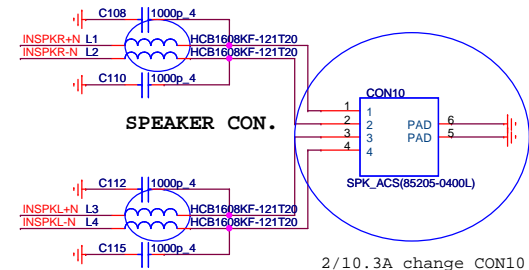 C108 1000p_4
INSPKR+N L1 HCB1608KF-121T20
INSPKR-N L2 HCB1608KF-121T20
C110 1000p_4
CON10
1 1
2 2 PAD 6
3 3 PAD 5
4 4
SPEAKER CON.
SPK_ACS(85205-0400L)
C112 1000p_4
INSPKL+N L3 HCB1608KF-121T20
INSPKL-N L4 HCB1608KF-121T20
C115 1000p_4
2/10.3A change CON10